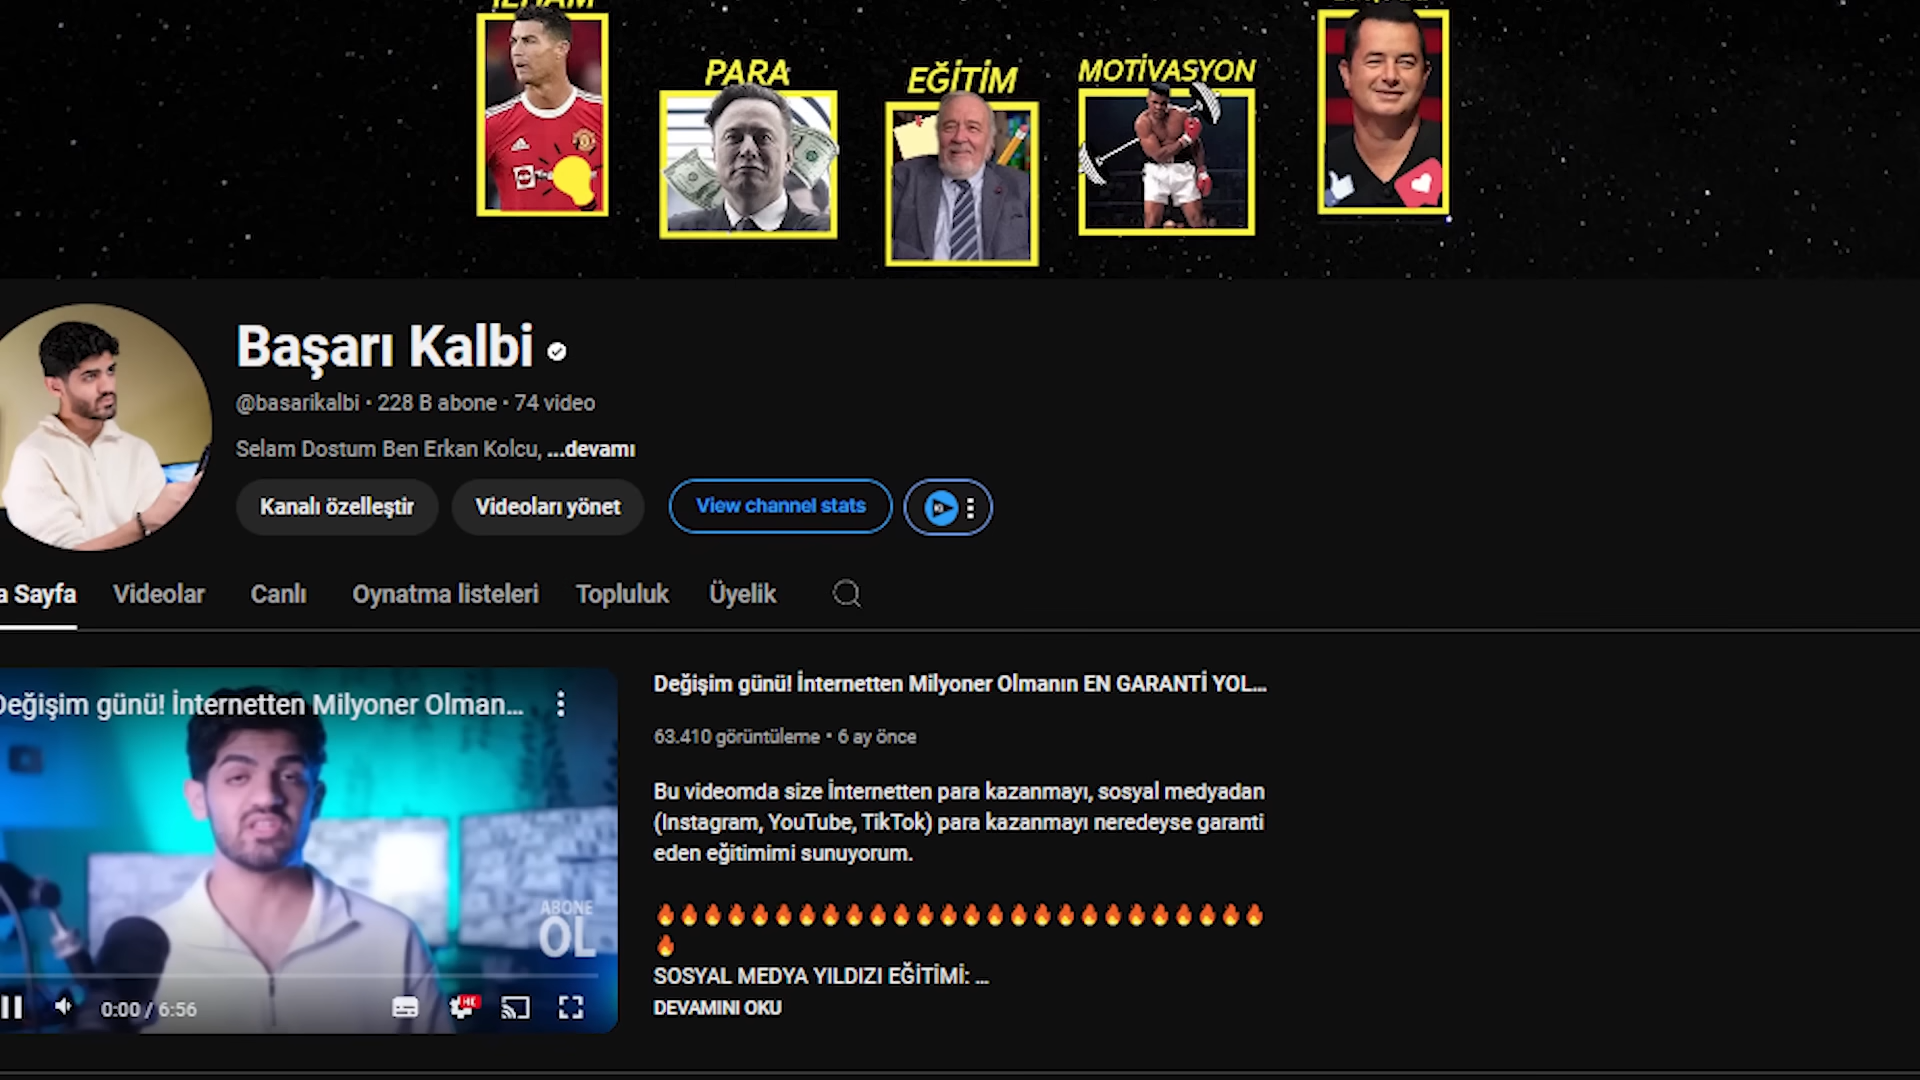 İLHAM
PARA
EĞİTİM
MOTİVASYON
Başarı Kalbi
@basarikalbi • 228 B abone • 74 video
Selam Dostum Ben Erkan Kolcu, ...devamı
Kanalı özelleştir
Videoları yönet
View channel stats
a Sayfa
Videolar
Canlı
Oynatma listeleri
Topluluk
Üyelik
Değişim günü! İnternetten Milyoner Olman...
ABONE
OL
0:00 / 6:56
Değişim günü! İnternetten Milyoner Olmanın EN GARANTİ YOL...
63.410 görüntüleme • 6 ay önce
Bu videomda size İnternetten para kazanmayı, sosyal medyadan
(Instagram, YouTube, TikTok) para kazanmayı neredeyse garanti
eden eğitimimi sunuyorum.
🔥🔥🔥🔥🔥🔥🔥🔥🔥🔥🔥🔥🔥🔥🔥🔥🔥🔥🔥🔥🔥🔥🔥🔥🔥🔥
🔥
SOSYAL MEDYA YILDIZI EĞİTİMİ: ...
DEVAMINI OKU